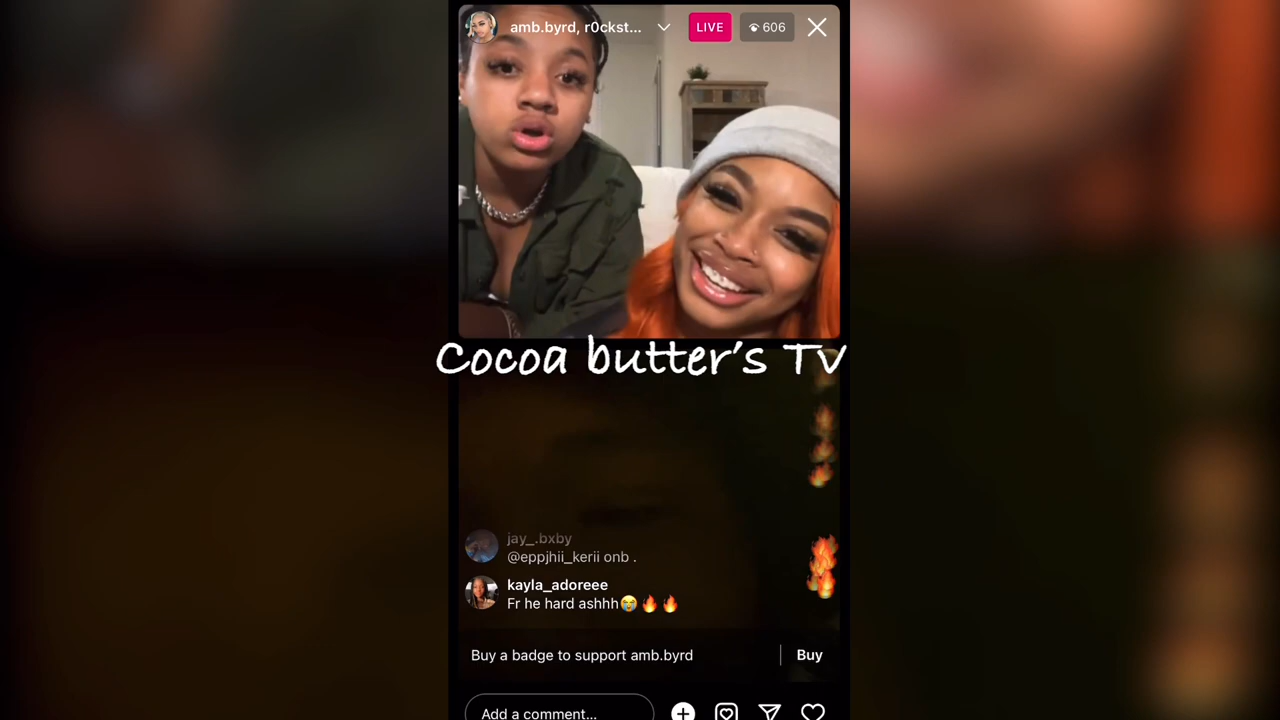 amb.byrd, r0ckst...
LIVE
606
Cocoa butter's TV
jay_.bxby
@eppjhii_kerii onb .
kayla_adoreee
Fr he hard ashhh😭🔥🔥
Buy a badge to support amb.byrd
Buy
Add a comment...